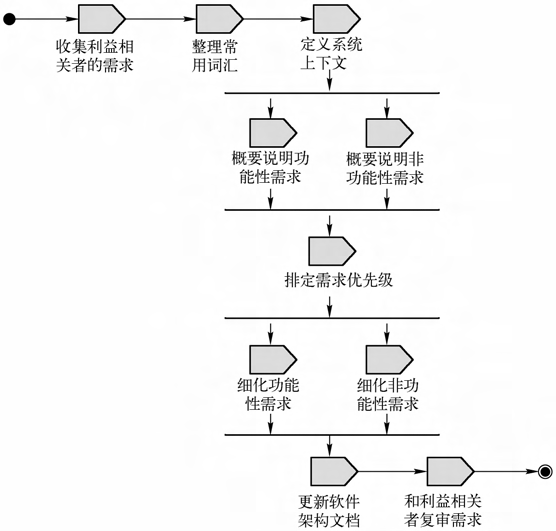 收集利益相
关者的需求
整理常
用词汇
定义系统
上下文
概要说明功
能性需求
概要说明非
功能性需求
排定需求优先级
细化功能
性需求
细化非功
能性需求
更新软件
架构文档
和利益相关
者复审需求